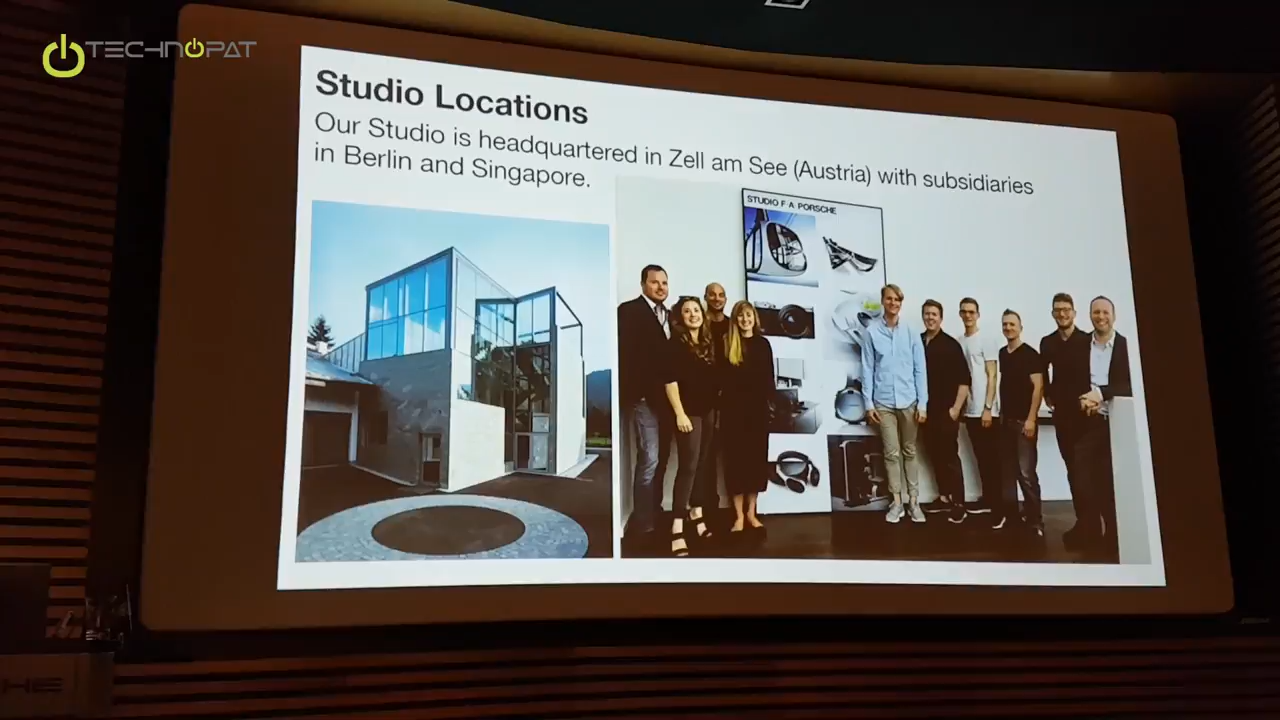 TECHNOPAT
Studio Locations
Our Studio is headquartered in Zell am See (Austria) with subsidiaries
in Berlin and Singapore.
STUDIO F. A. PORSCHE